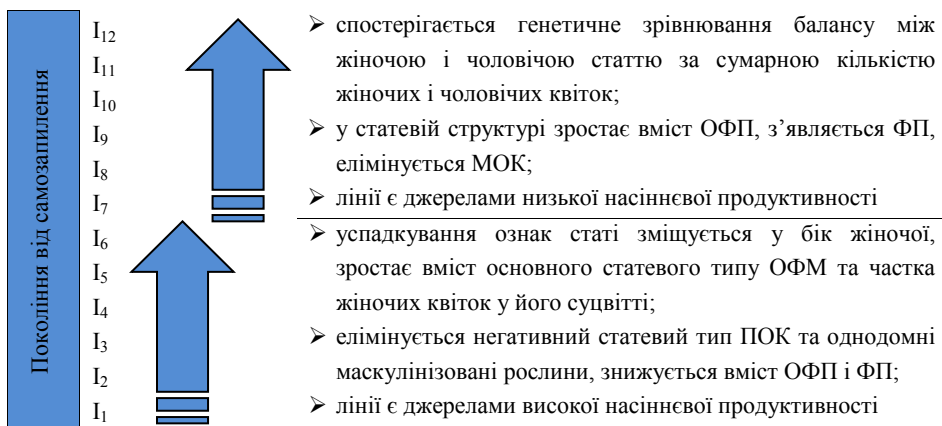 Покоління від самозапилення
I12
I11
I10
I9
I8
I7
I6
I5
I4
I3
I2
I1
➢ спостерігається генетичне зрівнювання балансу між
жіночою і чоловічою статтю за сумарною кількістю
жіночих і чоловічих квіток;
➢ у статевій структурі зростає вміст ОФП, з’являється ФП,
елімінується МОК;
➢ лінії є джерелами низької насіннєвої продуктивності
➢ успадкування ознак статі зміщується у бік жіночої,
зростає вміст основного статевого типу ОФМ та частка
жіночих квіток у його суцвітті;
➢ елімінується негативний статевий тип ПОК та однодомні
маскулінізовані рослини, знижується вміст ОФП і ФП;
➢ лінії є джерелами високої насіннєвої продуктивності